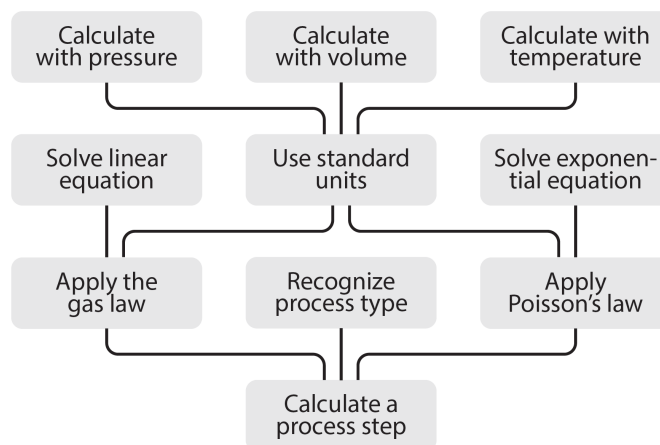 Calculate
with pressure
Calculate
with volume
Calculate with
temperature
Solve linear
equation
Use standard
units
Solve exponen-
tial equation
Apply the
gas law
Recognize
process type
Apply
Poisson's law
Calculate a
process step